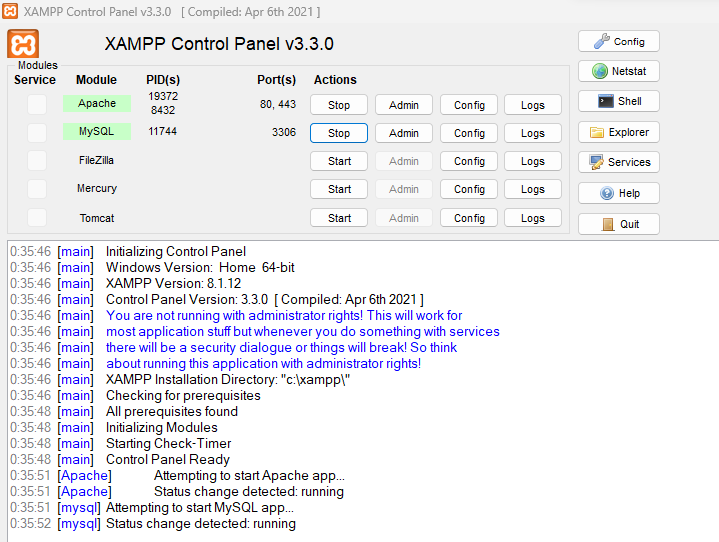 XAMPP Control Panel v3.3.0 [ Compiled: Apr 6th 2021 ]
XAMPP Control Panel v3.3.0
Config
Modules
Service Module PID(s) Port(s) Actions
Netstat
Apache 19372 8432 80, 443 Stop Admin Config Logs
Shell
MySQL 11744 3306 Stop Admin Config Logs
Explorer
FileZilla Start Admin Config Logs
Services
Mercury Start Admin Config Logs
Help
Tomcat Start Admin Config Logs
Quit
0:35:46 [main] Initializing Control Panel
0:35:46 [main] Windows Version: Home 64-bit
0:35:46 [main] XAMPP Version: 8.1.12
0:35:46 [main] Control Panel Version: 3.3.0 [ Compiled: Apr 6th 2021 ]
0:35:46 [main] You are not running with administrator rights! This will work for
0:35:46 [main] most application stuff but whenever you do something with services
0:35:46 [main] there will be a security dialogue or things will break! So think
0:35:46 [main] about running this application with administrator rights!
0:35:46 [main] XAMPP Installation Directory: "c:\xampp\"
0:35:46 [main] Checking for prerequisites
0:35:48 [main] All prerequisites found
0:35:48 [main] Initializing Modules
0:35:48 [main] Starting Check-Timer
0:35:48 [main] Control Panel Ready
0:35:51 [Apache] Attempting to start Apache app...
0:35:51 [Apache] Status change detected: running
0:35:51 [mysql] Attempting to start MySQL app...
0:35:52 [mysql] Status change detected: running